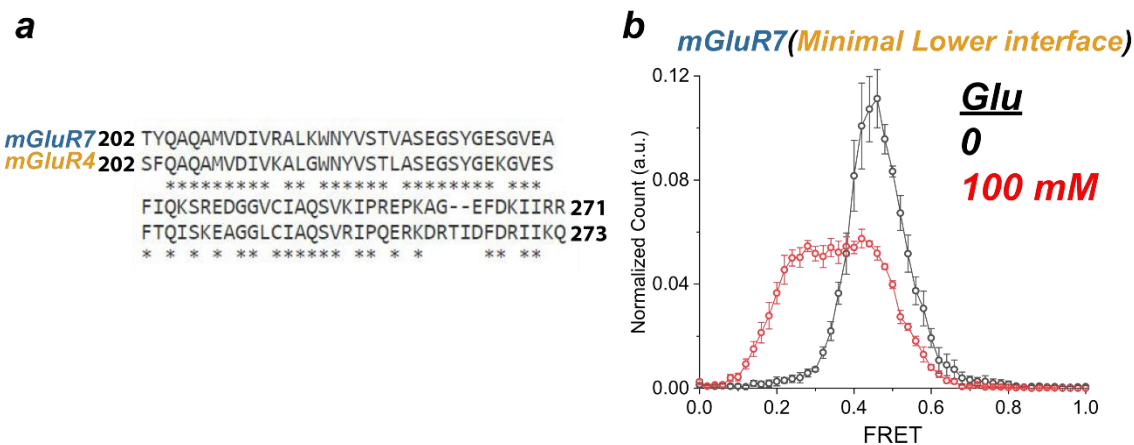 a
mGluR7 202 TYQAQAMVDIVRALKWNYVSTVASEGSYGESGVEA
mGluR4 202 SFQAQAMVDIVKALGWNYVSTLASEGSYGEKGVES
********* ** ****** ******** ***
FIQKSREDGGVCIAQSVKIPREPKAG--EFDKIIRR 271
FTQISKEAGGLCIAQSVRIPQERKDRTIDFDRIIKQ 273
* * * * ** ****** ** * * ** **
b
mGluR7(Minimal Lower interface)
Glu
0
100 mM
Normalized Count (a.u.)
0.12
0.08
0.04
0.00
0.0 0.2 0.4 0.6 0.8 1.0
FRET